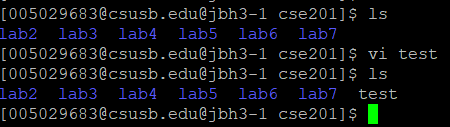 [005029683@csusb.edu@jbh3-1 cse201]$ ls
lab2 lab3 lab4 lab5 lab6 lab7
[005029683@csusb.edu@jbh3-1 cse201]$ vi test
[005029683@csusb.edu@jbh3-1 cse201]$ ls
lab2 lab3 lab4 lab5 lab6 lab7 test
[005029683@csusb.edu@jbh3-1 cse201]$